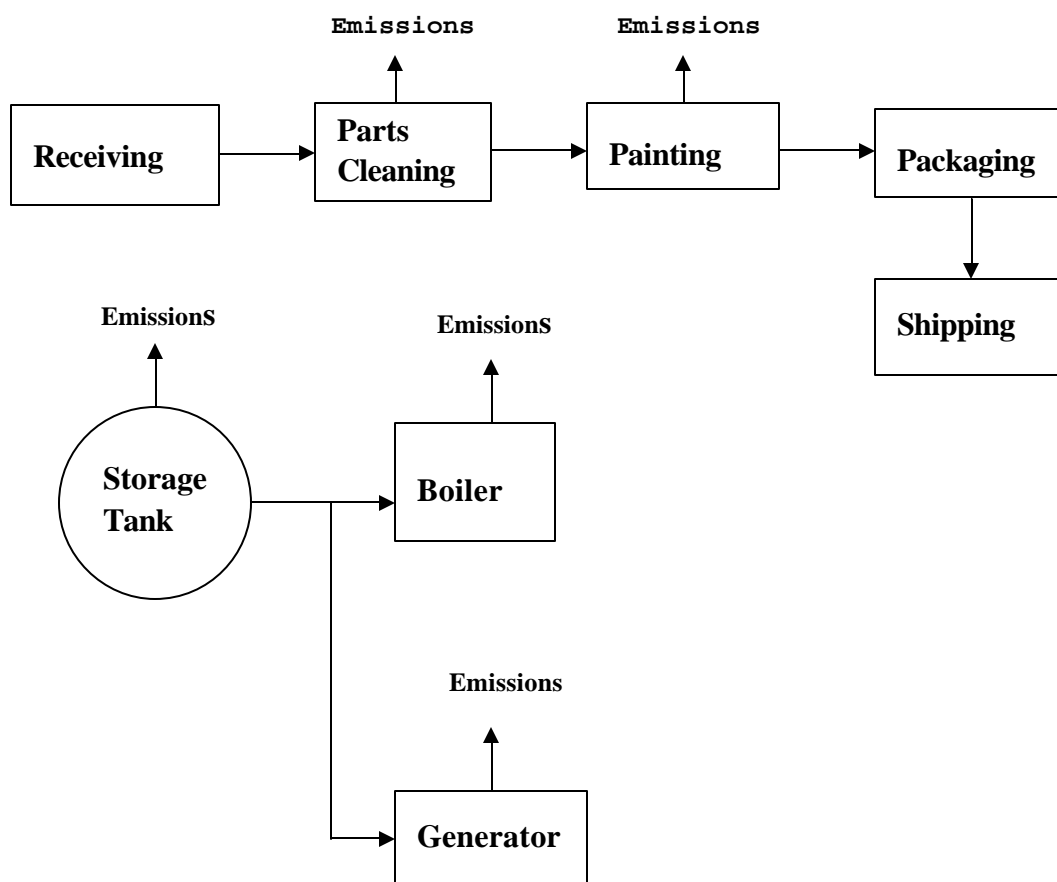 Emissions
Emissions
Receiving
Parts
Cleaning
Painting
Packaging
Shipping
Emissions
Emissions
Storage
Tank
Boiler
Emissions
Generator